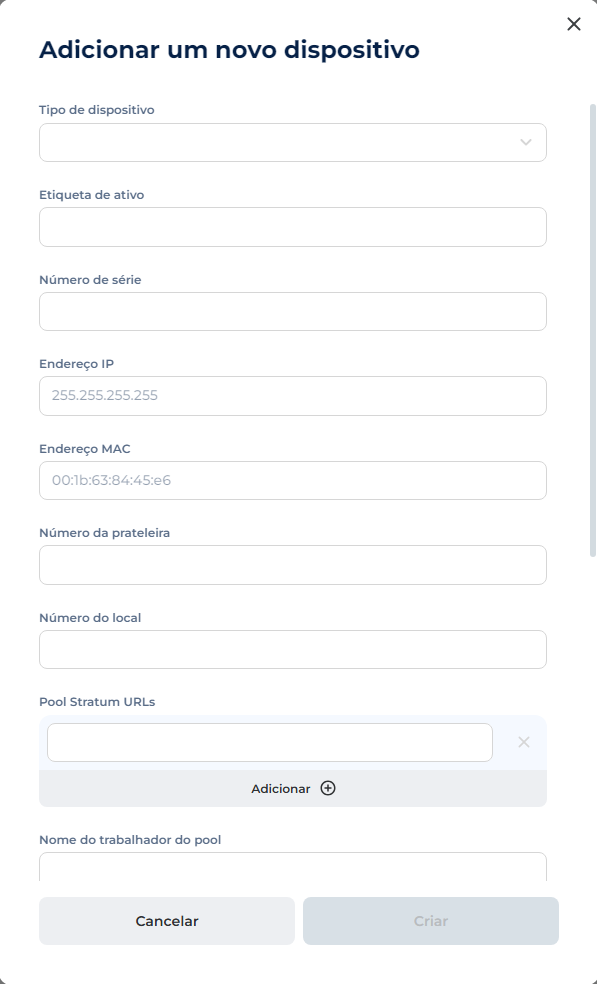 Adicionar um novo dispositivo
Tipo de dispositivo
Etiqueta de ativo
Número de série
Endereço IP
255.255.255.255
Endereço MAC
00:1b:63:84:45:e6
Número da prateleira
Número do local
Pool Stratum URLs
Adicionar
Nome do trabalhador do pool
Cancelar
Criar